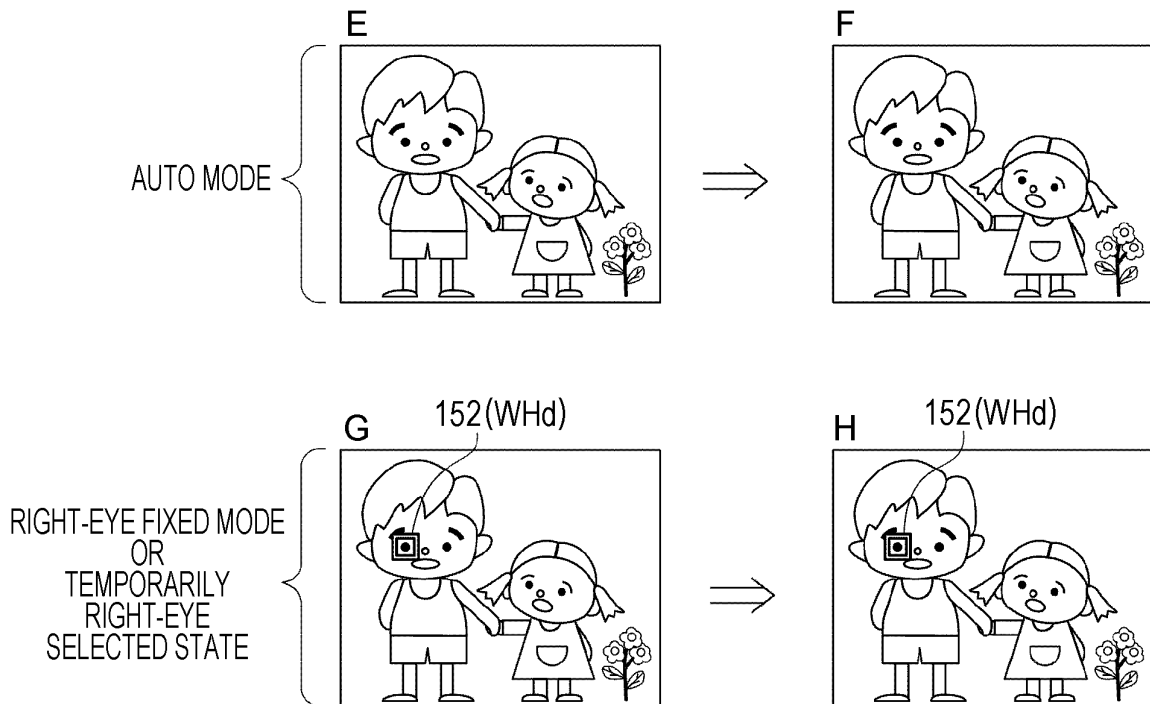 E
F
AUTO MODE
G
152(WHd)
H
152(WHd)
RIGHT-EYE FIXED MODE
OR
TEMPORARILY
RIGHT-EYE
SELECTED STATE